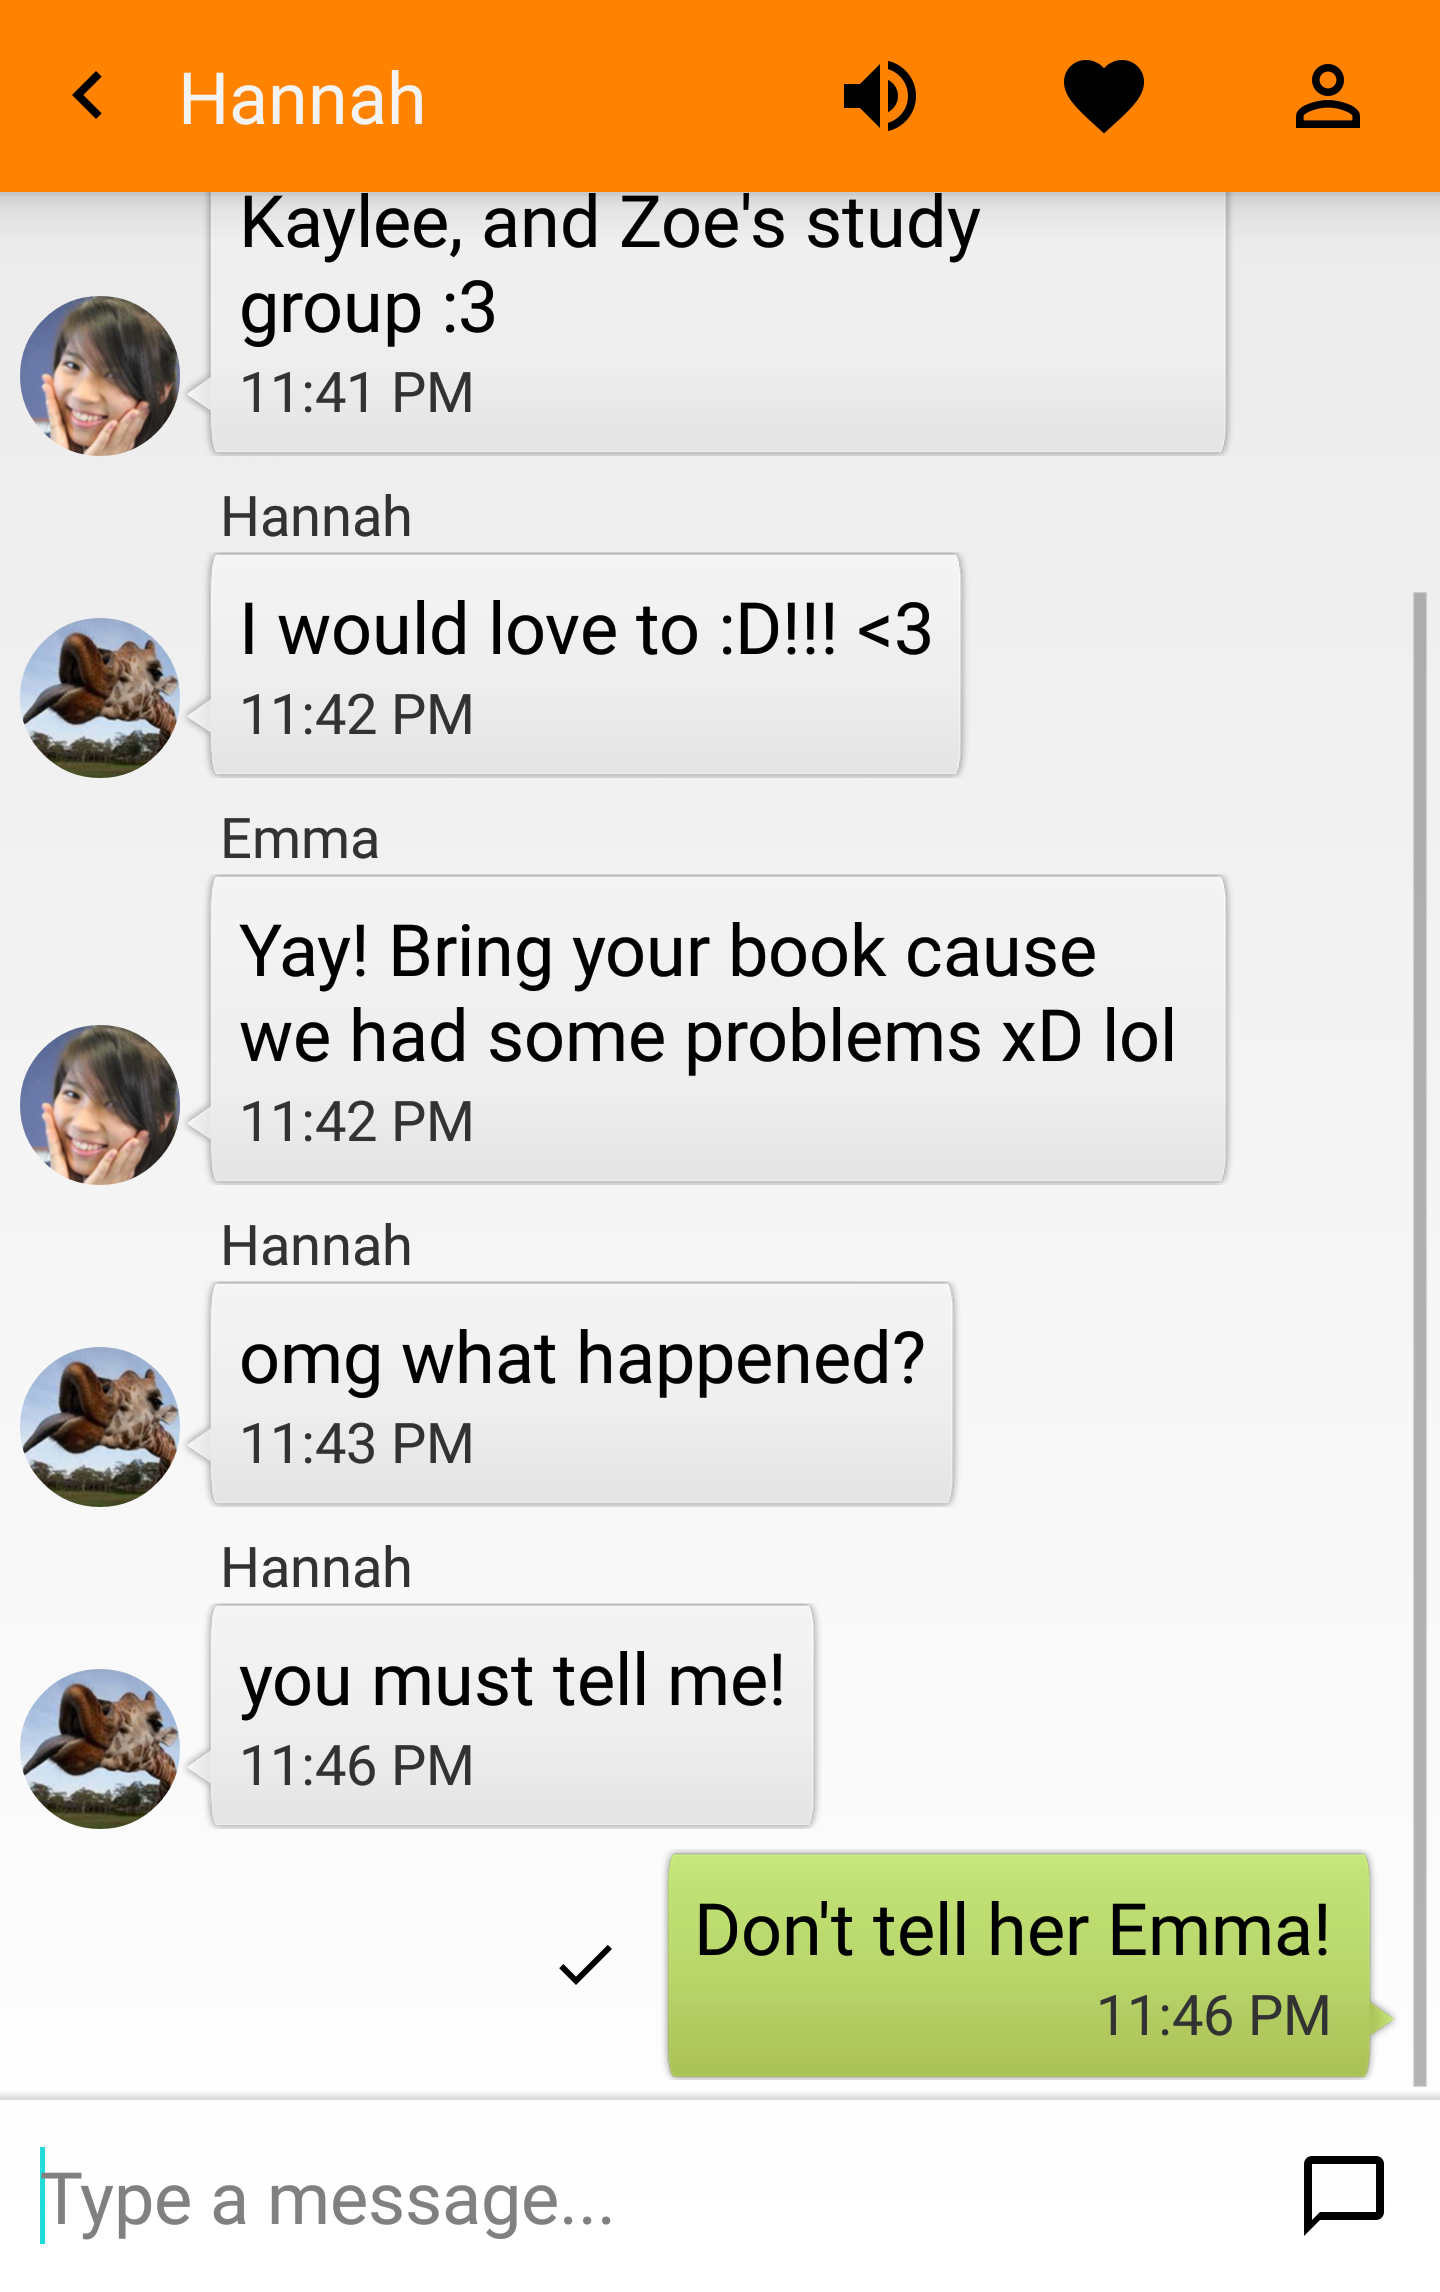 Hannah
Kaylee, and Zoe's study
group :3
11:41 PM
Hannah
I would love to :D!!! <3
11:42 PM
Emma
Yay! Bring your book cause
we had some problems xD lol
11:42 PM
Hannah
omg what happened?
11:43 PM
Hannah
you must tell me!
11:46 PM
Don't tell her Emma!
11:46 PM
Type a message...